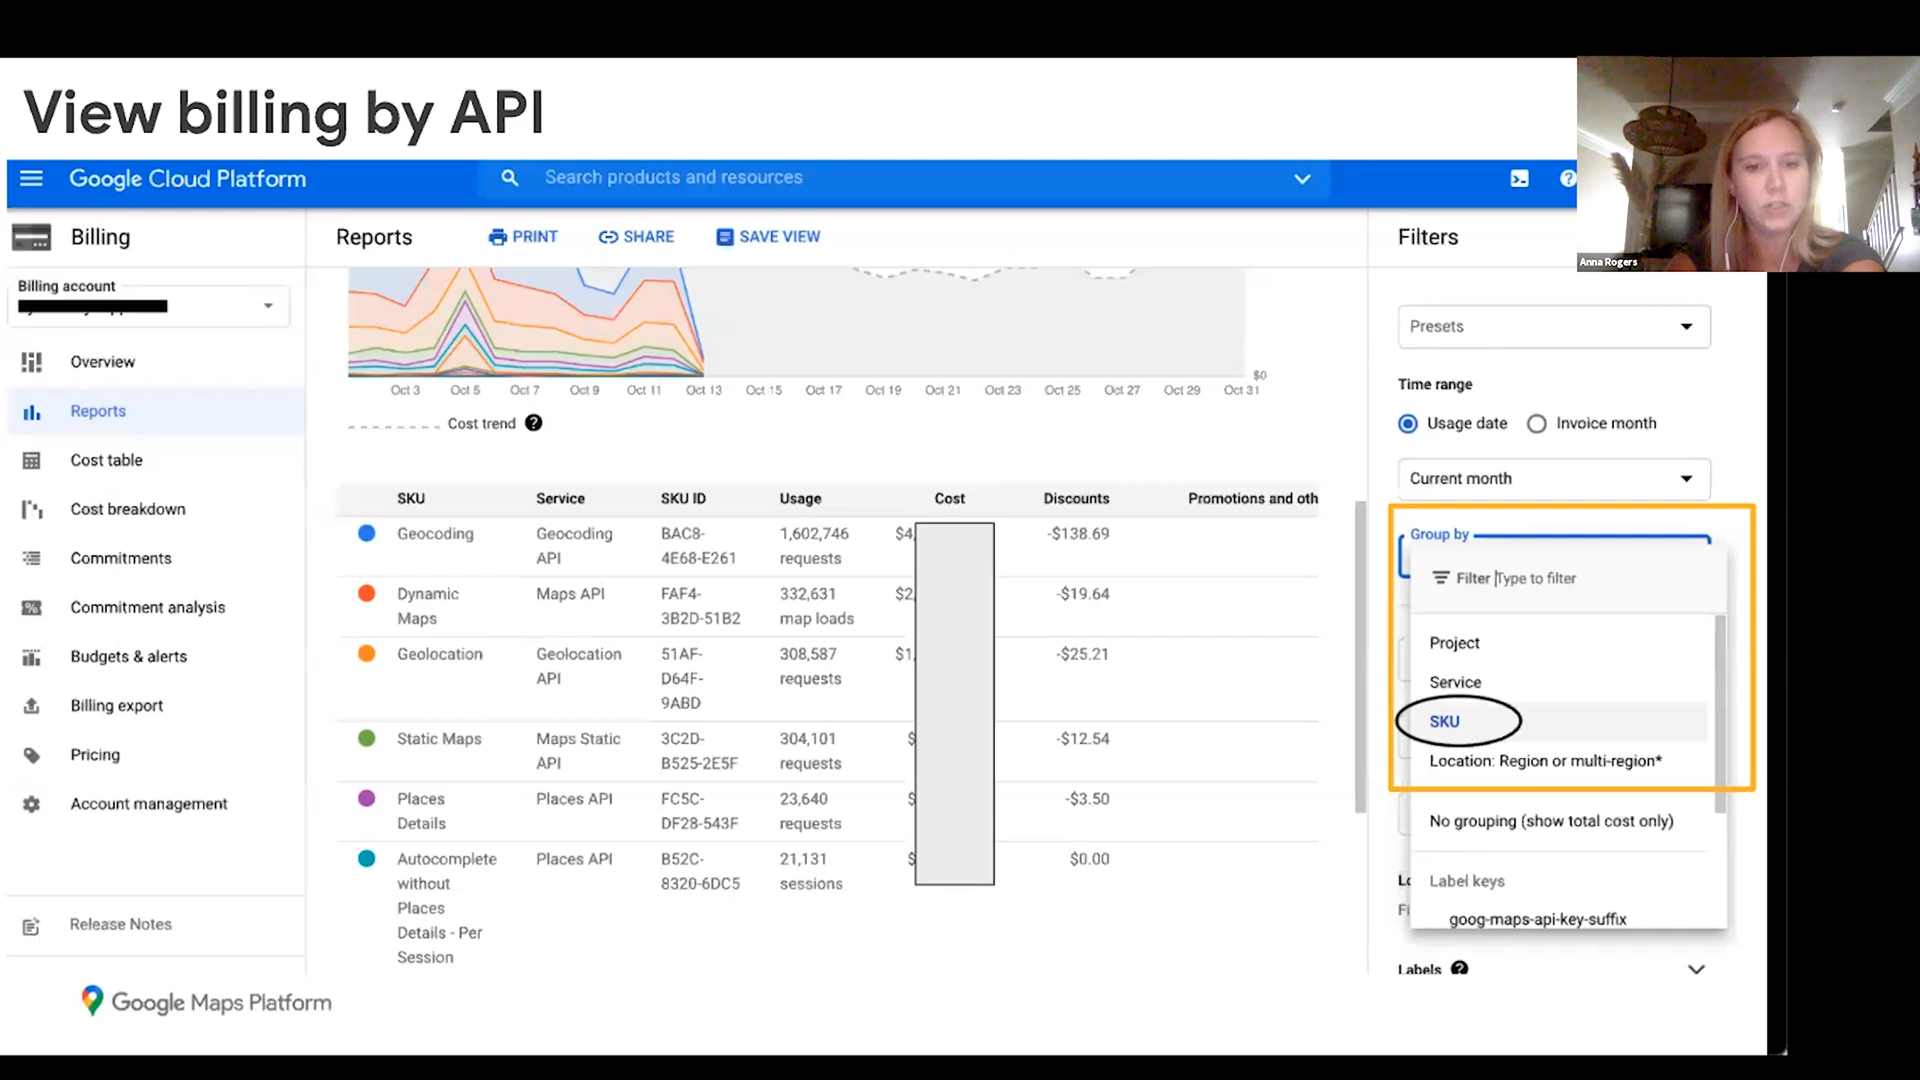 View billing by API
Google Cloud Platform
Search products and resources
Anna Rogers
Billing
Reports
PRINT
SHARE
SAVE VIEW
Filters
Billing account
Overview
Reports
Cost table
Cost breakdown
Commitments
Commitment analysis
Budgets & alerts
Billing export
Pricing
Account management
Release Notes
$0
Oct 3 Oct 5 Oct 7 Oct 9 Oct 11 Oct 13 Oct 15 Oct 17 Oct 19 Oct 21 Oct 23 Oct 25 Oct 27 Oct 29 Oct 31
Cost trend
SKU Service SKU ID Usage Cost Discounts Promotions and oth
Geocoding Geocoding BAC8- 1,602,746 $4, -$138.69
API 4E68-E261 requests
Dynamic Maps API FAF4- 332,631 $2, -$19.64
Maps 3B2D-51B2 map loads
Geolocation Geolocation 51AF- 308,587 $1, -$25.21
API D64F- requests
9ABD
Static Maps Maps Static 3C2D- 304,101 $ -$12.54
API B525-2E5F requests
Places Places API FC5C- 23,640 $ -$3.50
Details DF28-543F requests
Autocomplete Places API B52C- 21,131 $ $0.00
without 8320-6DC5 sessions
Places
Details - Per
Session
Presets
Time range
Usage date Invoice month
Current month
Group by
Filter Type to filter
Project
Service
SKU
Location: Region or multi-region*
No grouping (show total cost only)
Label keys
goog-maps-api-key-suffix
Labels
Google Maps Platform